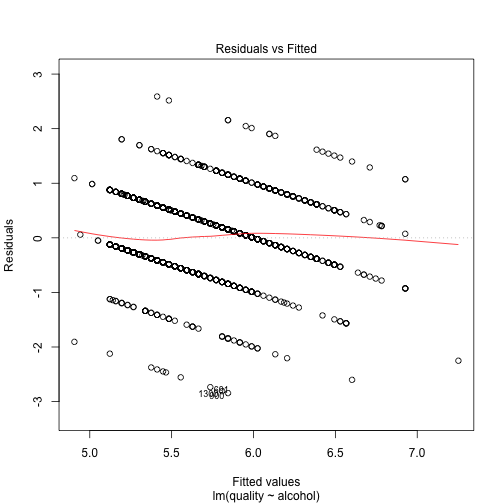 Residuals vs Fitted
Residuals
3
2
1
0
-1
-2
-3
5.0 5.5 6.0 6.5 7.0
Fitted values
lm(quality ~ alcohol)